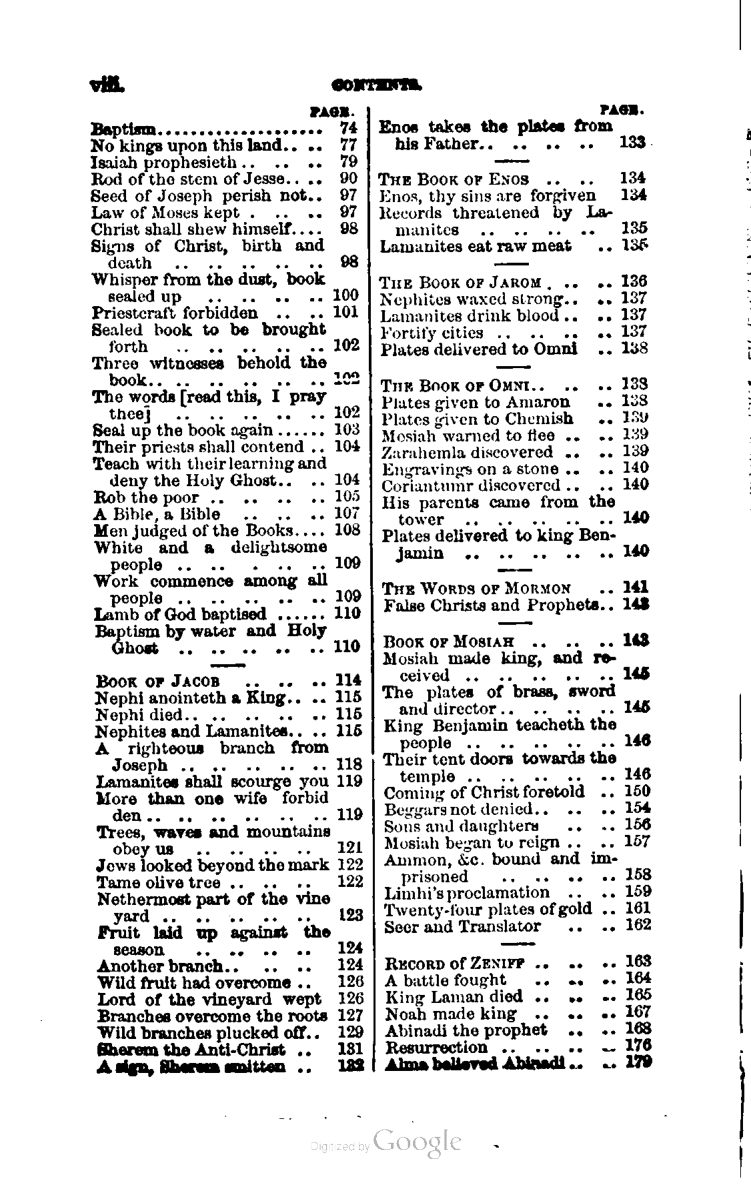 viii. CONTENTS.
PAGE.
Baptism.................... 74
No kings upon this land.. .. 77
Isaiah prophesieth .. .. .. 79
Rod of the stem of Jesse.. .. 90
Seed of Joseph perish not.. 97
Law of Moses kept . .. .. 97
Christ shall shew himself.... 98
Signs of Christ, birth and
death .. .. .. .. .. .. 98
Whisper from the dust, book
sealed up .. .. .. .. 100
Priestcraft forbidden .. .. 101
Sealed book to be brought
forth .. .. .. .. .. .. 102
Three witnesses behold the
book.. .. .. .. .. .. .. 102
The words [read this, I pray
thee] .. .. .. .. .. .. 102
Seal up the book again ...... 103
Their priests shall contend .. 104
Teach with their learning and
deny the Holy Ghost.. .. 104
Rob the poor .. .. .. .. .. 105
A Bible, a Bible .. .. .. .. 107
Men judged of the Books.... 108
White and a delightsome
people .. .. . .. .. .. 109
Work commence among all
people .. .. .. .. .. .. 109
Lamb of God baptised ...... 110
Baptism by water and Holy
Ghost .. .. .. .. .. .. 110
BOOK OF JACOB .. .. .. 114
Nephi anointeth a King.. .. 115
Nephi died.. .. .. .. .. .. 115
Nephites and Lamanites.. .. 115
A righteous branch from
Joseph .. .. .. .. .. .. 118
Lamanites shall scourge you 119
More than one wife forbid
den .. .. .. .. .. .. .. 119
Trees, waves and mountains
obey us .. .. .. .. .. 121
Jews looked beyond the mark 122
Tame olive tree .. .. .. .. 122
Nethermost part of the vine
yard .. .. .. .. .. .. 123
Fruit laid up against the
season .. .. .. .. .. 124
Another branch.. .. .. .. 124
Wild fruit had overcome .. 126
Lord of the vineyard wept 126
Branches overcome the roots 127
Wild branches plucked off.. 129
Sherem the Anti-Christ .. 131
A sign, Sherem smitten .. 132
PAGE.
Enos takes the plates from
his Father.. .. .. .. .. 133
THE BOOK OF ENOS .. .. 134
Enos, thy sins are forgiven 134
Records threatened by La-
manites .. .. .. .. .. 135
Lamanites eat raw meat .. 135
THE BOOK OF JAROM . .. .. 136
Nephites waxed strong.. .. 137
Lamanites drink blood .. .. 137
Fortify cities .. .. .. .. .. 137
Plates delivered to Omni .. 138
THE BOOK OF OMNI.. .. .. 138
Plates given to Amaron .. 138
Plates given to Chemish .. 139
Mosiah warned to flee .. .. 139
Zarahemla discovered .. .. 139
Engravings on a stone .. .. 140
Coriantumr discovered .. .. 140
His parents came from the
tower .. .. .. .. .. .. 140
Plates delivered to king Ben-
jamin .. .. .. .. .. .. 140
THE WORDS OF MORMON .. 141
False Christs and Prophets.. 142
BOOK OF MOSIAH .. .. .. 143
Mosiah made king, and re-
ceived .. .. .. .. .. .. 145
The plates of brass, sword
and director .. .. .. .. .. 145
King Benjamin teacheth the
people .. .. .. .. .. .. 146
Their tent doors towards the
temple .. .. .. .. .. .. 146
Coming of Christ foretold .. 150
Beggars not denied.. .. .. 154
Sons and daughters .. .. 156
Mosiah began to reign .. .. 157
Ammon, &c. bound and im-
prisoned .. .. .. .. .. 158
Limhi's proclamation .. .. 159
Twenty-four plates of gold .. 161
Seer and Translator .. .. 162
RECORD of ZENIFF .. .. .. 163
A battle fought .. .. .. 164
King Laman died .. .. .. 165
Noah made king .. .. .. 167
Abinadi the prophet .. .. 168
Resurrection .. .. .. .. .. 176
Alma believed Abinadi .. .. 179
Digitized by Google